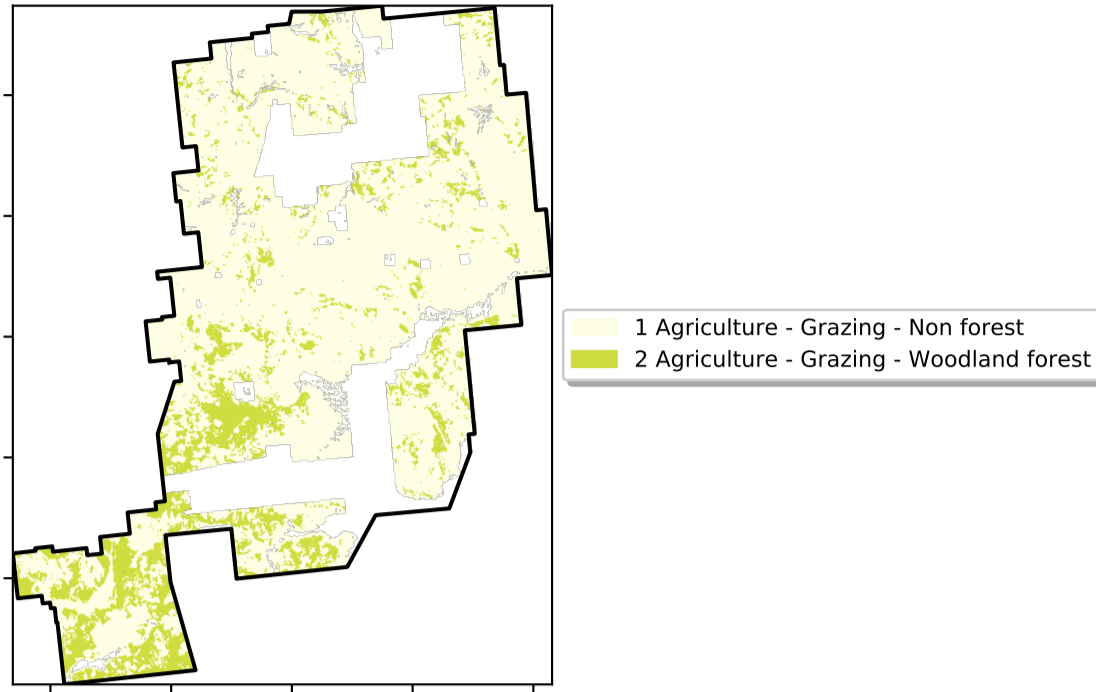 1 Agriculture - Grazing - Non forest
2 Agriculture - Grazing - Woodland forest